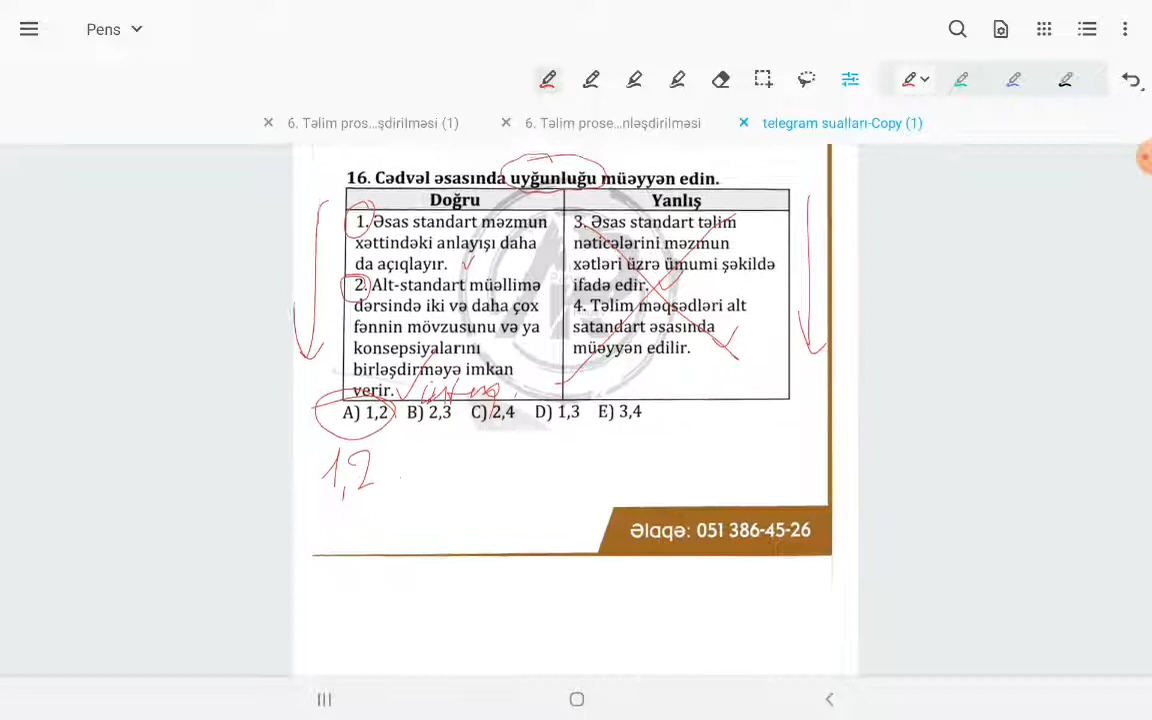 Pens
6. Təlim pros...şdirilməsi (1)
6. Təlim prose...nləşdirilməsi
telegram sualları-Copy (1)
16. Cədvəl əsasında uyğunluğu müəyyən edin.
Doğru
1. Əsas standart məzmun
xəttindəki anlayışı daha
da açıqlayır.
2. Alt-standart müəllimə
dərsində iki və daha çox
fənnin mövzusunu və ya
konsepsiyalarını
birləşdirməyə imkan
verir.
Yanlış
3. Əsas standart təlim
nəticələrini məzmun
xətləri üzrə ümumi şəkildə
ifadə edir.
4. Təlim məqsədləri alt
satandart əsasında
müəyyən edilir.
A) 1,2 B) 2,3 C) 2,4 D) 1,3 E) 3,4
1,2
Əlaqə: 051 386-45-26